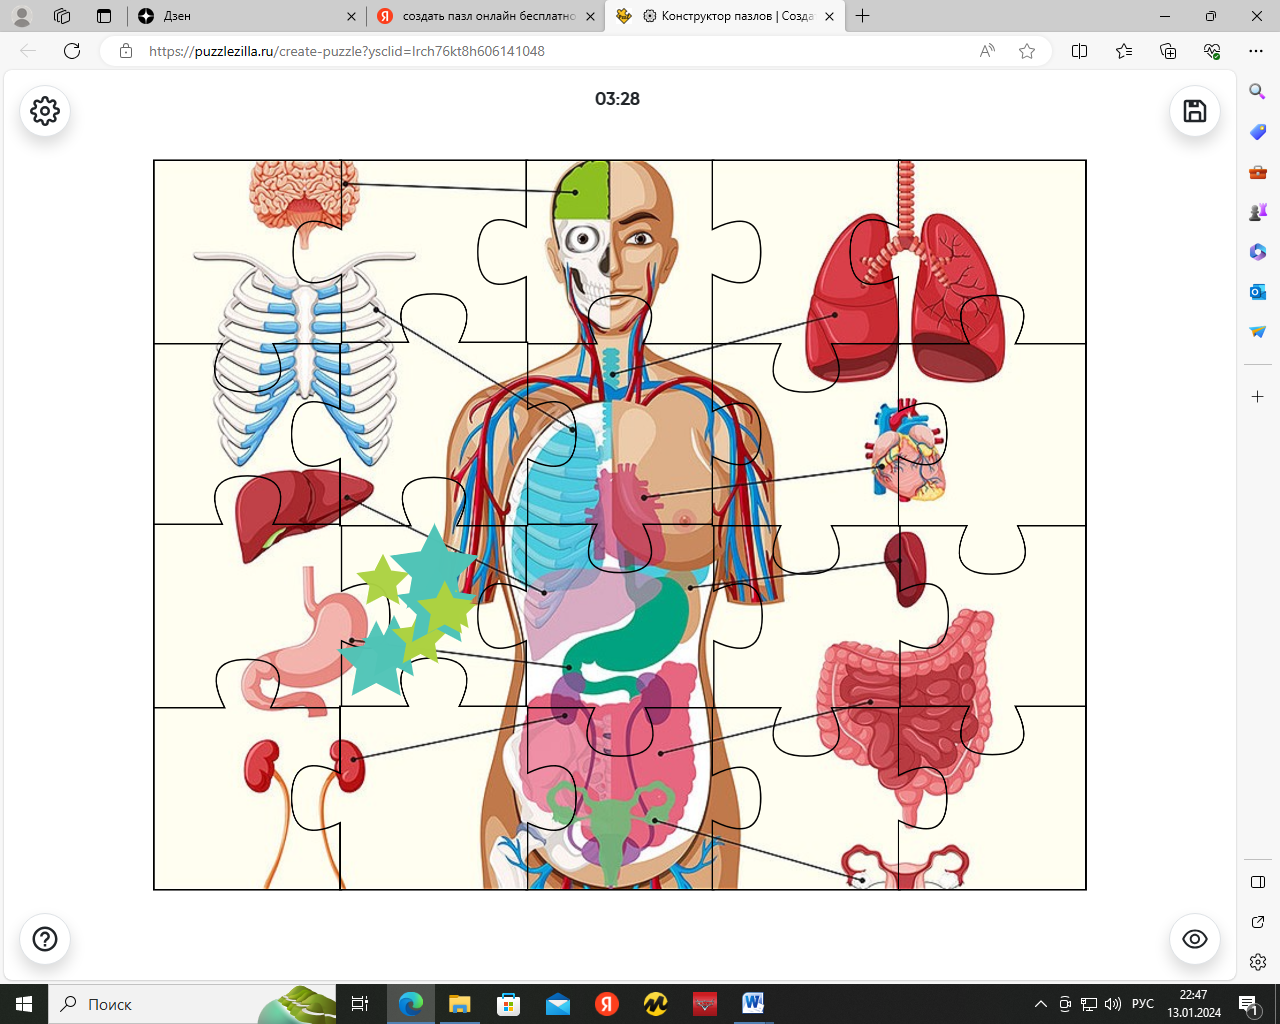 Дзен
создать пазл онлайн бесплатно
Конструктор пазлов | Созда
https://puzzlezilla.ru/create-puzzle?ysclid=lrch76kt8h606141048
03:28
Поиск
РУС
22:47
13.01.2024
1